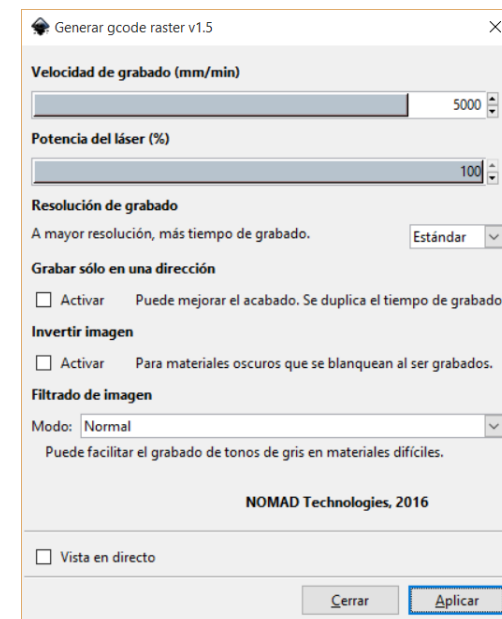 Generar gcode raster v1.5
Velocidad de grabado (mm/min)
5000
Potencia del láser (%)
100
Resolución de grabado
A mayor resolución, más tiempo de grabado. Estándar
Grabar sólo en una dirección
Activar Puede mejorar el acabado. Se duplica el tiempo de grabado
Invertir imagen
Activar Para materiales oscuros que se blanquean al ser grabados.
Filtrado de imagen
Modo: Normal
Puede facilitar el grabado de tonos de gris en materiales difíciles.
NOMAD Technologies, 2016
Vista en directo
Cerrar Aplicar